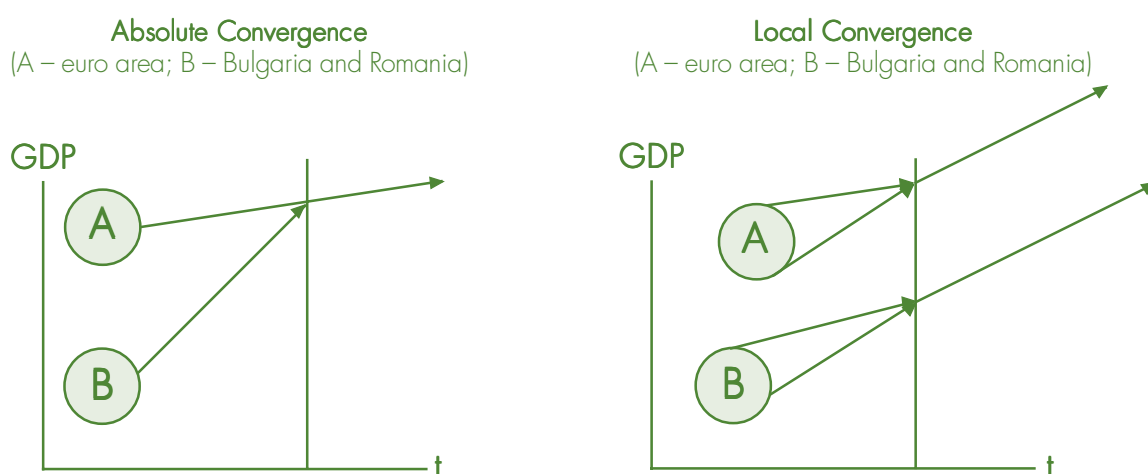 Absolute Convergence
(A – euro area; B – Bulgaria and Romania)
GDP
A
B
t
Local Convergence
(A – euro area; B – Bulgaria and Romania)
GDP
A
B
t